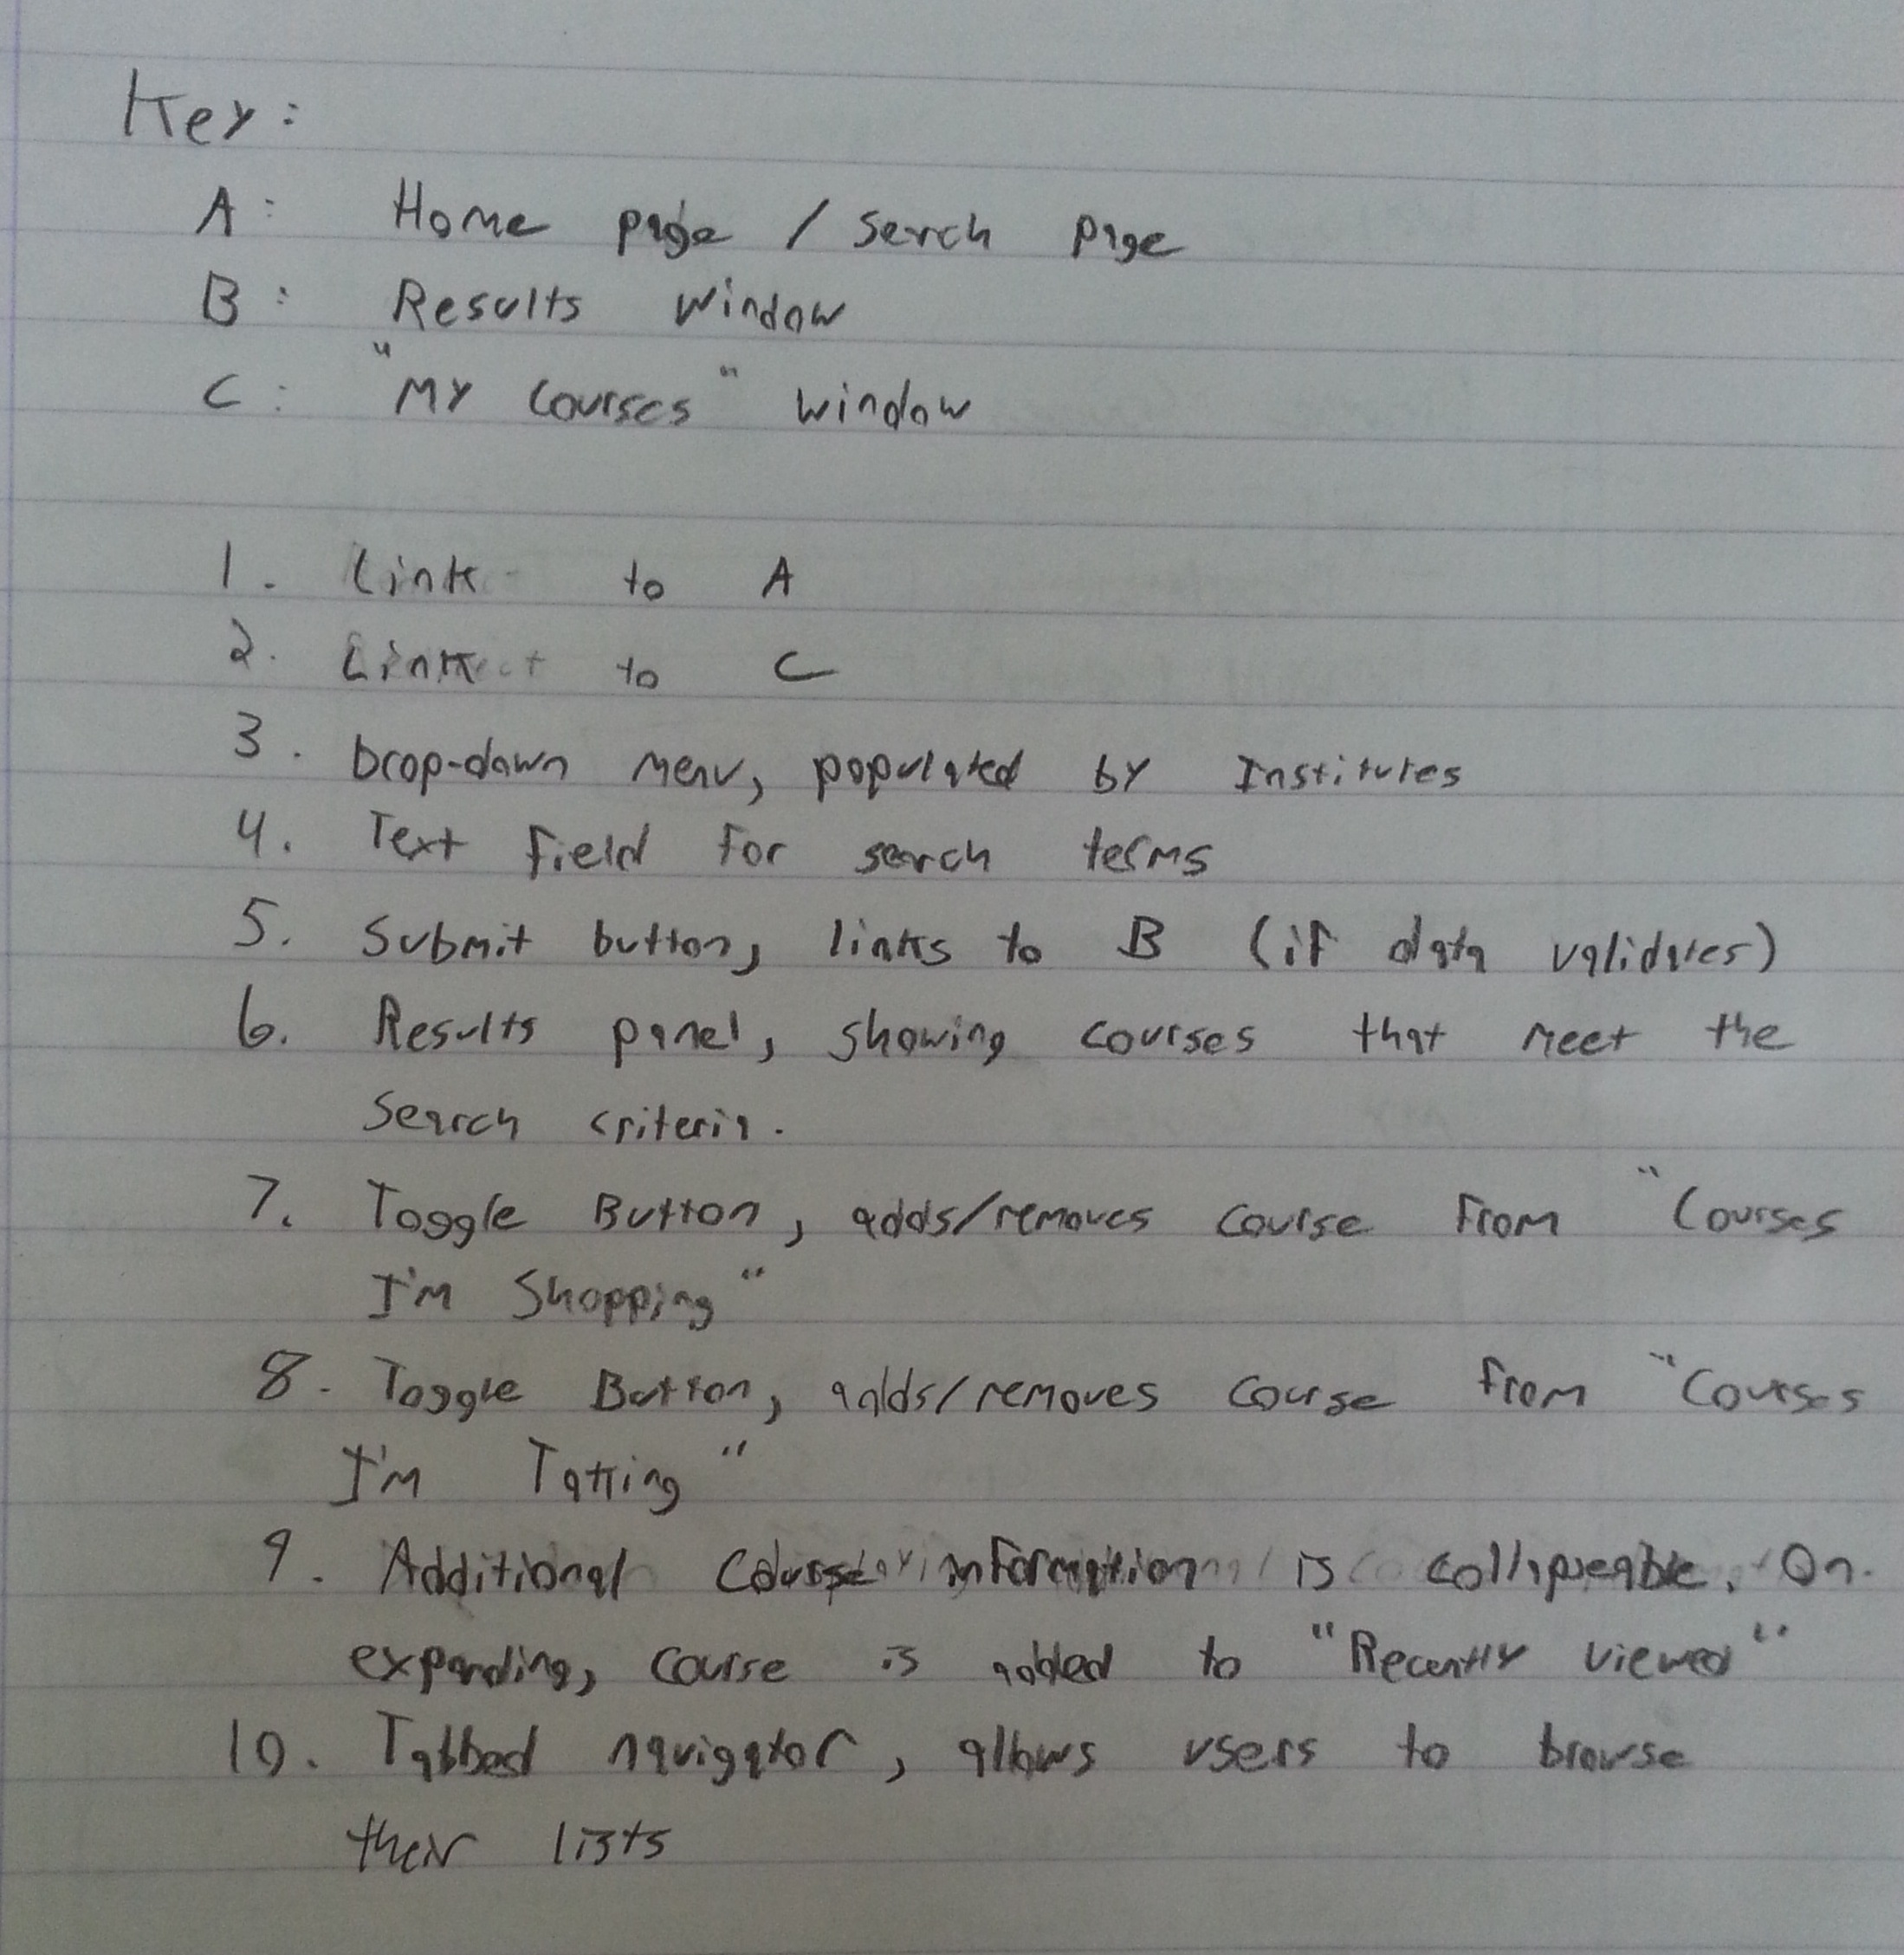 Key:
A: Home page / Serch page
B: Results Window
C: "My Courses" window
1. Link to A
2. Link to C
3. Drop-down menu, populated by Institutes
4. Text field for search terms
5. Submit button, links to B (if data validates)
6. Results panel, showing courses that meet the
search criteria.
7. Toggle Button, adds/removes course from "Courses
I'm Shopping"
8. Toggle Button, adds/removes course from "Courses
I'm Taking"
9. Additional Course information is collapseable. On
expanding, course is added to "Recently viewed"
10. Tabbed navigator, allows users to browse
their lists